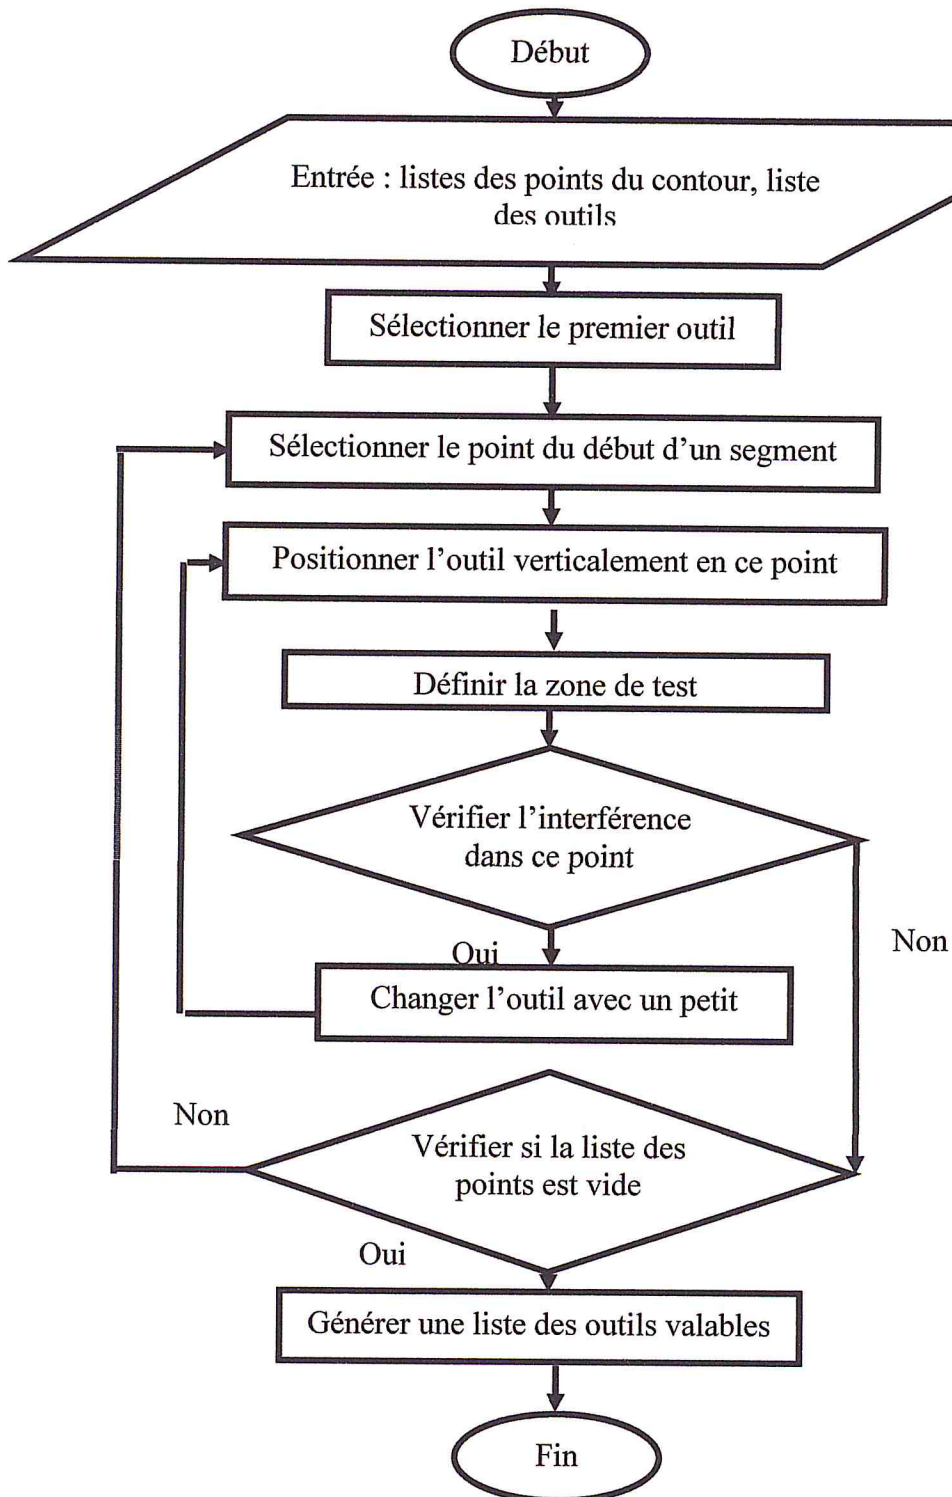 Début
Entrée : listes des points du contour, liste
des outils
Sélectionner le premier outil
Sélectionner le point du début d'un segment
Positionner l'outil verticalement en ce point
Définir la zone de test
Vérifier l'interférence
dans ce point
Non
Oui
Changer l'outil avec un petit
Non
Vérifier si la liste des
points est vide
Oui
Générer une liste des outils valables
Fin